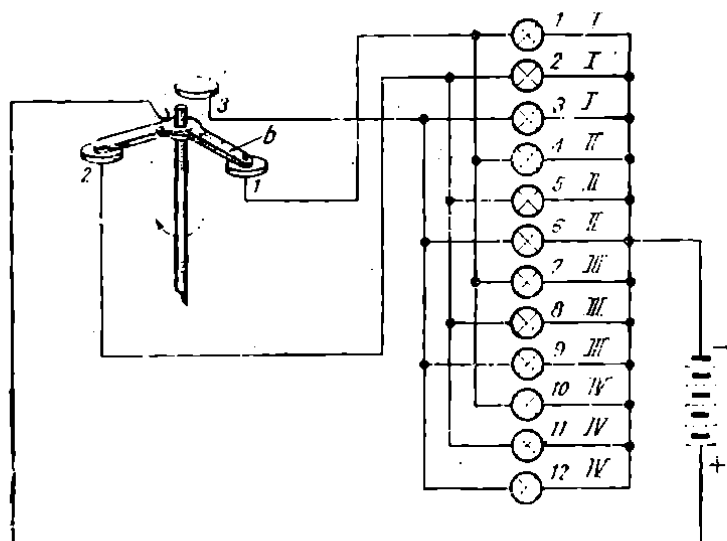 1 I
2 I
3 I
4 II
5 II
6 II
7 III
8 III
9 III
10 IV
11 IV
12 IV
3
b
2
1
−
+